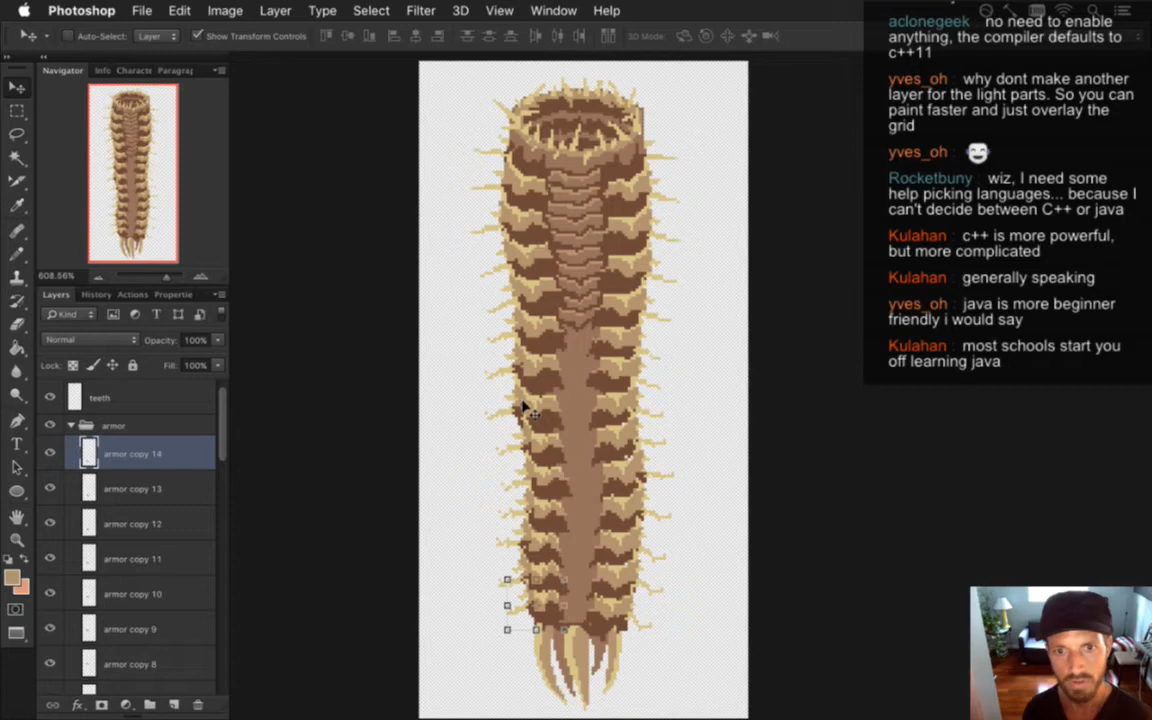 Photoshop File Edit Image Layer Type Select Filter 3D View Window Help
Auto-Select: Layer Show Transform Controls 3D Mode:
Navigator Info Characte Paragraj
608.56%
Layers History Actions Propertie
Kind
Normal Opacity: 100%
Lock: Fill: 100%
teeth
armor
armor copy 14
armor copy 13
armor copy 12
armor copy 11
armor copy 10
armor copy 9
armor copy 8
fx
aclonegeek no need to enable
anything, the compiler defaults to
c++11
yves_oh why dont make another
layer for the light parts. So you can
paint faster and just overlay the
grid
yves_oh
Rocketbuny wiz, I need some
help picking languages... because I
can't decide between C++ or java
Kulahan c++ is more powerful,
but more complicated
Kulahan generally speaking
yves_oh java is more beginner
friendly i would say
Kulahan most schools start you
off learning java